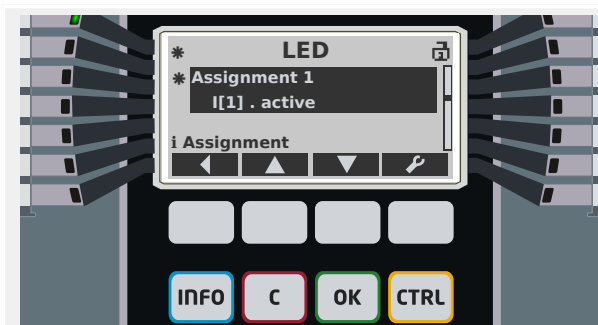 LED
* Assignment 1
I[1] . active
i Assignment
INFO C OK CTRL